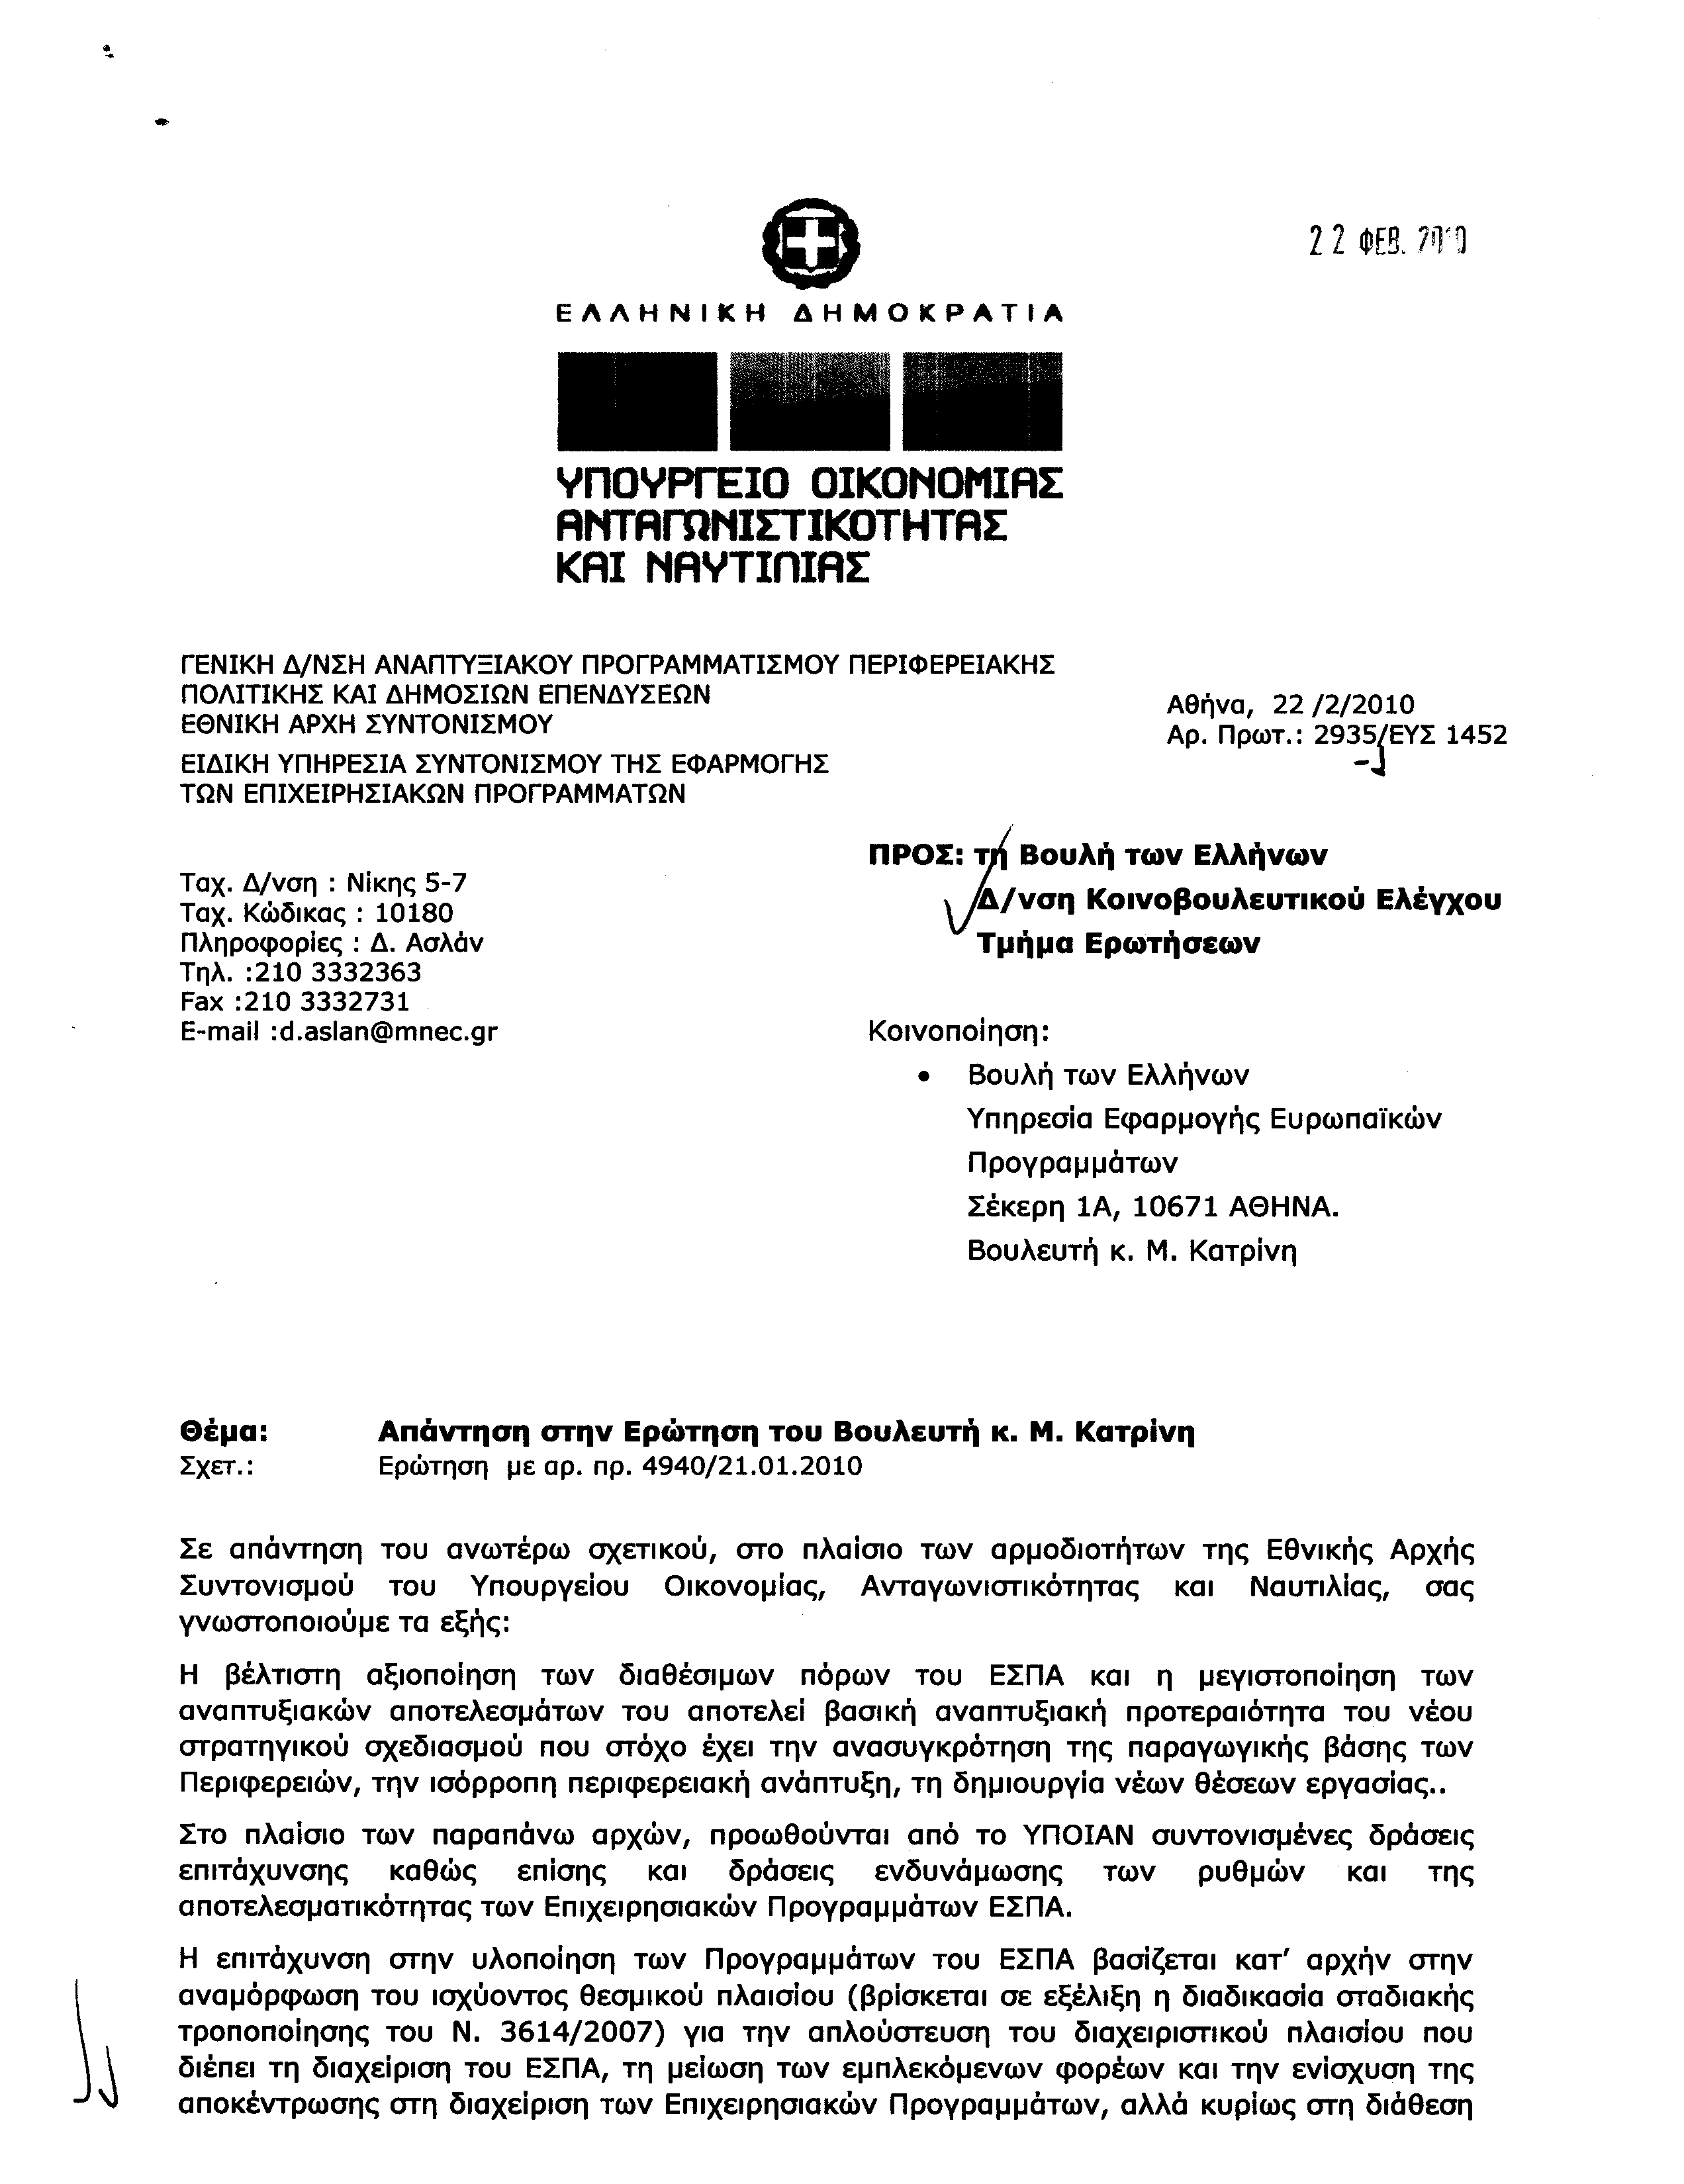 22 ΦΕΒ. 2010
ΕΛΛΗΝΙΚΗ ΔΗΜΟΚΡΑΤΙΑ
ΥΠΟΥΡΓΕΙΟ ΟΙΚΟΝΟΜΙΑΣ
ΑΝΤΑΓΩΝΙΣΤΙΚΟΤΗΤΑΣ
ΚΑΙ ΝΑΥΤΙΛΙΑΣ
ΓΕΝΙΚΗ Δ/ΝΣΗ ΑΝΑΠΤΥΞΙΑΚΟΥ ΠΡΟΓΡΑΜΜΑΤΙΣΜΟΥ ΠΕΡΙΦΕΡΕΙΑΚΗΣ
ΠΟΛΙΤΙΚΗΣ ΚΑΙ ΔΗΜΟΣΙΩΝ ΕΠΕΝΔΥΣΕΩΝ
ΕΘΝΙΚΗ ΑΡΧΗ ΣΥΝΤΟΝΙΣΜΟΥ
ΕΙΔΙΚΗ ΥΠΗΡΕΣΙΑ ΣΥΝΤΟΝΙΣΜΟΥ ΤΗΣ ΕΦΑΡΜΟΓΗΣ
ΤΩΝ ΕΠΙΧΕΙΡΗΣΙΑΚΩΝ ΠΡΟΓΡΑΜΜΑΤΩΝ
Αθήνα, 22 /2/2010
Αρ. Πρωτ.: 2935/ΕΥΣ 1452
Ταχ. Δ/νση : Νίκης 5-7
Ταχ. Κώδικας : 10180
Πληροφορίες : Δ. Ασλάν
Τηλ. :210 3332363
Fax :210 3332731
E-mail :d.aslan@mnec.gr
ΠΡΟΣ: τη Βουλή των Ελλήνων
Δ/νση Κοινοβουλευτικού Ελέγχου
Τμήμα Ερωτήσεων
Κοινοποίηση:
• Βουλή των Ελλήνων
Υπηρεσία Εφαρμογής Ευρωπαϊκών
Προγραμμάτων
Σέκερη 1Α, 10671 ΑΘΗΝΑ.
Βουλευτή κ. Μ. Κατρίνη
Θέμα: Απάντηση στην Ερώτηση του Βουλευτή κ. Μ. Κατρίνη
Σχετ.: Ερώτηση με αρ. πρ. 4940/21.01.2010
Σε απάντηση του ανωτέρω σχετικού, στο πλαίσιο των αρμοδιοτήτων της Εθνικής Αρχής
Συντονισμού του Υπουργείου Οικονομίας, Ανταγωνιστικότητας και Ναυτιλίας, σας
γνωστοποιούμε τα εξής:
Η βέλτιστη αξιοποίηση των διαθέσιμων πόρων του ΕΣΠΑ και η μεγιστοποίηση των
αναπτυξιακών αποτελεσμάτων του αποτελεί βασική αναπτυξιακή προτεραιότητα του νέου
στρατηγικού σχεδιασμού που στόχο έχει την ανασυγκρότηση της παραγωγικής βάσης των
Περιφερειών, την ισόρροπη περιφερειακή ανάπτυξη, τη δημιουργία νέων θέσεων εργασίας..
Στο πλαίσιο των παραπάνω αρχών, προωθούνται από το ΥΠΟΙΑΝ συντονισμένες δράσεις
επιτάχυνσης καθώς επίσης και δράσεις ενδυνάμωσης των ρυθμών και της
αποτελεσματικότητας των Επιχειρησιακών Προγραμμάτων ΕΣΠΑ.
Η επιτάχυνση στην υλοποίηση των Προγραμμάτων του ΕΣΠΑ βασίζεται κατ' αρχήν στην
αναμόρφωση του ισχύοντος θεσμικού πλαισίου (βρίσκεται σε εξέλιξη η διαδικασία σταδιακής
τροποποίησης του Ν. 3614/2007) για την απλούστευση του διαχειριστικού πλαισίου που
διέπει τη διαχείριση του ΕΣΠΑ, τη μείωση των εμπλεκόμενων φορέων και την ενίσχυση της
αποκέντρωσης στη διαχείριση των Επιχειρησιακών Προγραμμάτων, αλλά κυρίως στη διάθεση